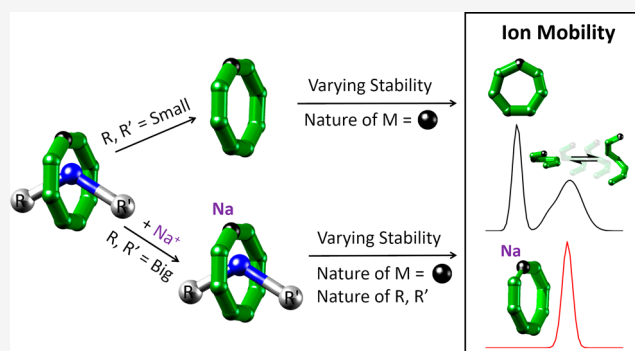 Ion Mobility
R, R' = Small
Varying Stability
Nature of M =
R
R'
+ Na⁺
R, R' = Big
Na
R
R'
Varying Stability
Nature of M =
Nature of R, R'
Na